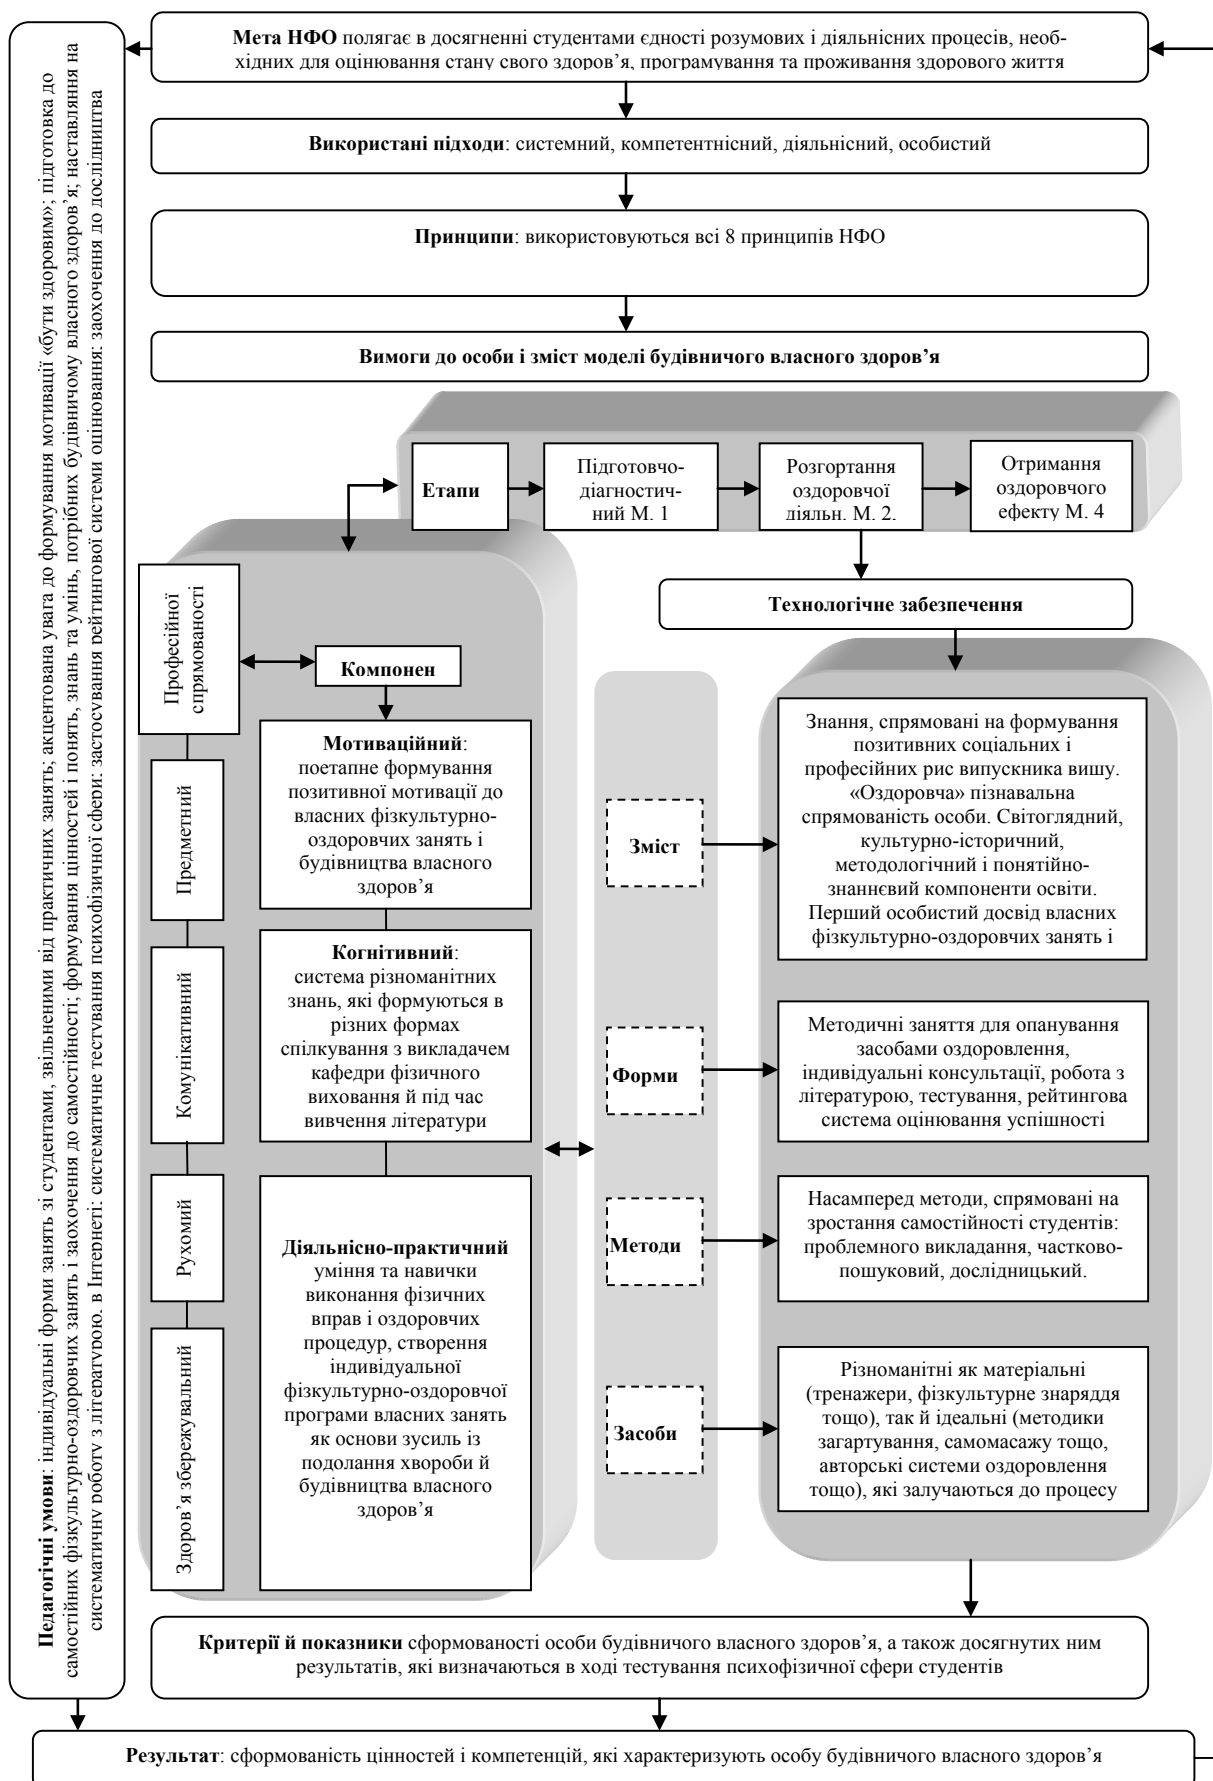 Мета НФО полягає в досягненні студентами єдності розумових і діяльнісних процесів, необ-
хідних для оцінювання стану свого здоров’я, програмування та проживання здорового життя
Використані підходи: системний, компетентнісний, діяльнісний, особистий
Принципи: використовуються всі 8 принципів НФО
Вимоги до особи і зміст моделі будівничого власного здоров’я
Етапи
Підготовчо-
діагностич-
ний М. 1
Розгортання
оздоровчої
діяльн. М. 2,
Отримання
оздоровчого
ефекту М. 4
Технологічне забезпечення
Педагогічні умови: індивідуальні форми занять зі студентами, звільненими від практичних занять; акцентована увага до формування мотивації «бути здоровим»; підготовка до
самостійних фізкультурно-оздоровчих занять і заохочення до самостійності; формування цінностей і понять, знань та умінь, потрібних будівничому власного здоров’я; наставляння на
систематичну роботу з літературою, в Інтернеті; систематичне тестування психофізичної сфери; застосування рейтингової системи оцінювання; заохочення до дослідництва
Професійної
спрямованості
Предметний
Комунікативний
Рухомий
Здоров’я збережувальний
Компонен
Мотиваційний:
поетапне формування
позитивної мотивації до
власних фізкультурно-
оздоровчих занять і
будівництва власного
здоров’я
Когнітивний:
система різноманітних
знань, які формуються в
різних формах
спілкування з викладачем
кафедри фізичного
виховання й під час
вивчення літератури
Діяльнісно-практичний
уміння та навички
виконання фізичних
вправ і оздоровчих
процедур, створення
індивідуальної
фізкультурно-оздоровчої
програми власних занять
як основи зусиль із
подолання хвороби й
будівництва власного
здоров’я
Зміст
Форми
Методи
Засоби
Знання, спрямовані на формування
позитивних соціальних і
професійних рис випускника вишу.
«Оздоровча» пізнавальна
спрямованість особи. Світоглядний,
культурно-історичний,
методологічний і понятійно-
знаннєвий компоненти освіти.
Перший особистий досвід власних
фізкультурно-оздоровчих занять і
Методичні заняття для опанування
засобами оздоровлення,
індивідуальні консультації, робота з
літературою, тестування, рейтингова
система оцінювання успішності
Насамперед методи, спрямовані на
зростання самостійності студентів:
проблемного викладання, частково-
пошуковий, дослідницький.
Різноманітні як матеріальні
(тренажери, фізкультурне знаряддя
тощо), так й ідеальні (методики
загартування, самомасажу тощо,
авторські системи оздоровлення
тощо), які залучаються до процесу
Критерії й показники сформованості особи будівничого власного здоров’я, а також досягнутих ним
результатів, які визначаються в ході тестування психофізичної сфери студентів
Результат: сформованість цінностей і компетенцій, які характеризують особу будівничого власного здоров’я